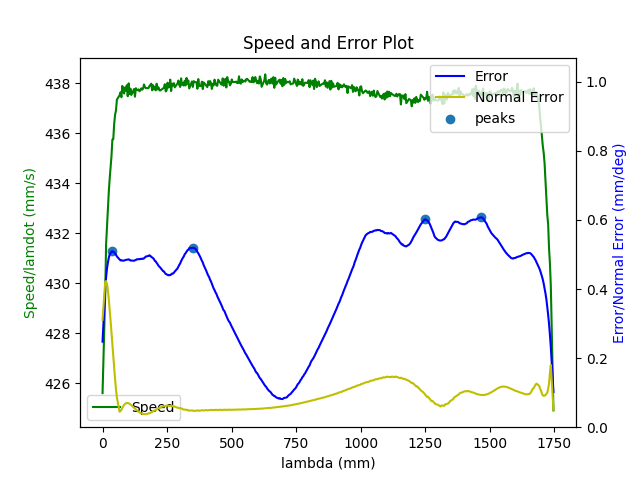 Speed and Error Plot
Speed/lamdot (mm/s)
438
436
434
432
430
428
426
Error
Normal Error
peaks
Speed
1.0
0.8
0.6
0.4
0.2
0.0
Error/Normal Error (mm/deg)
0 250 500 750 1000 1250 1500 1750
lambda (mm)